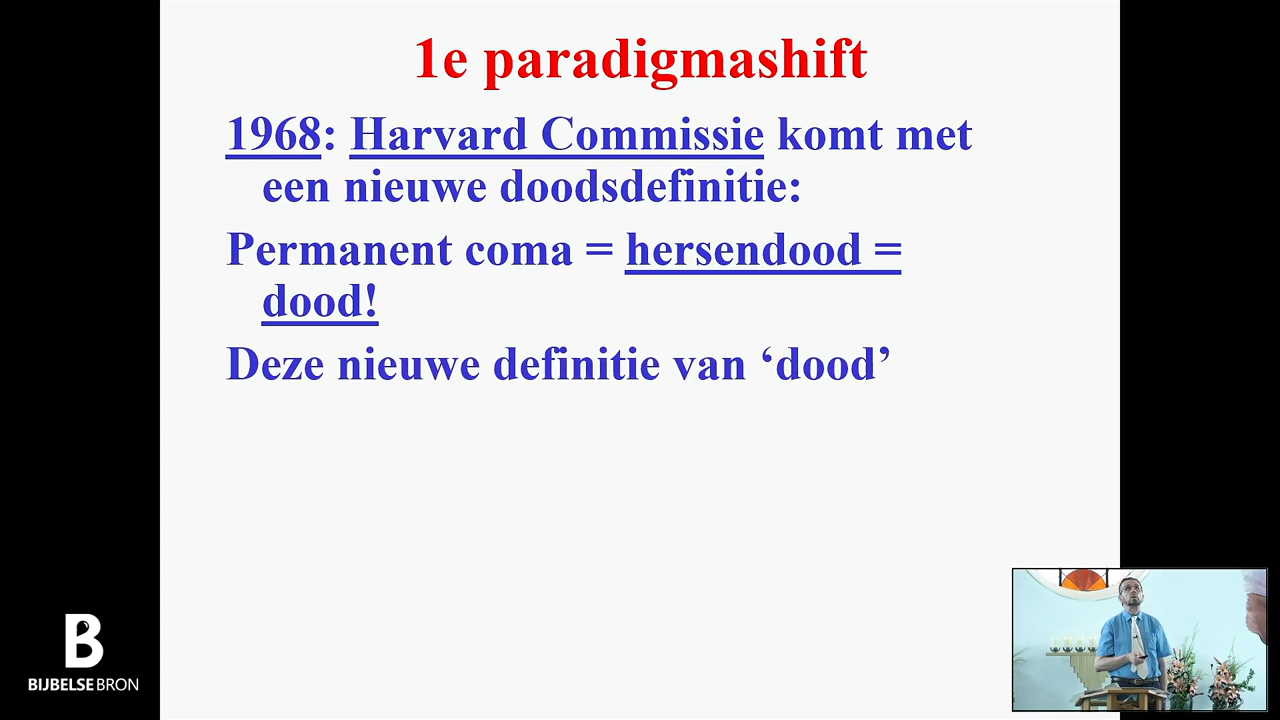 1e paradigmashift
1968: Harvard Commissie komt met
een nieuwe doodsdefinitie:
Permanent coma = hersendood =
dood!
Deze nieuwe definitie van ‘dood’
B
BIJBELSE BRON